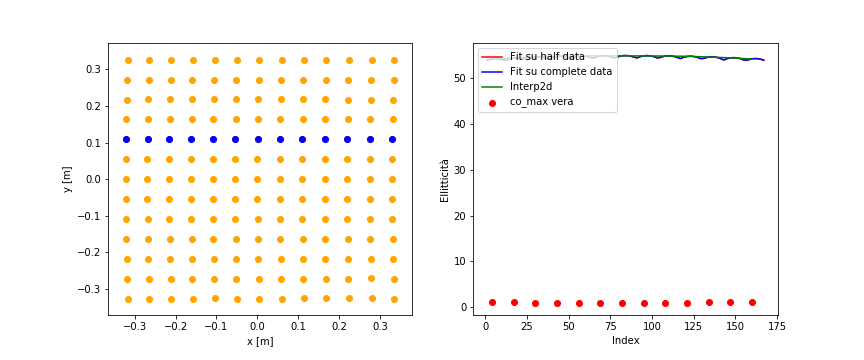 0.3
0.2
0.1
0.0
−0.1
−0.2
−0.3
y [m]
−0.3 −0.2 −0.1 0.0 0.1 0.2 0.3
x [m]
Fit su half data
Fit su complete data
Interp2d
co_max vera
50
40
30
20
10
0
Ellitticità
0 25 50 75 100 125 150 175
Index